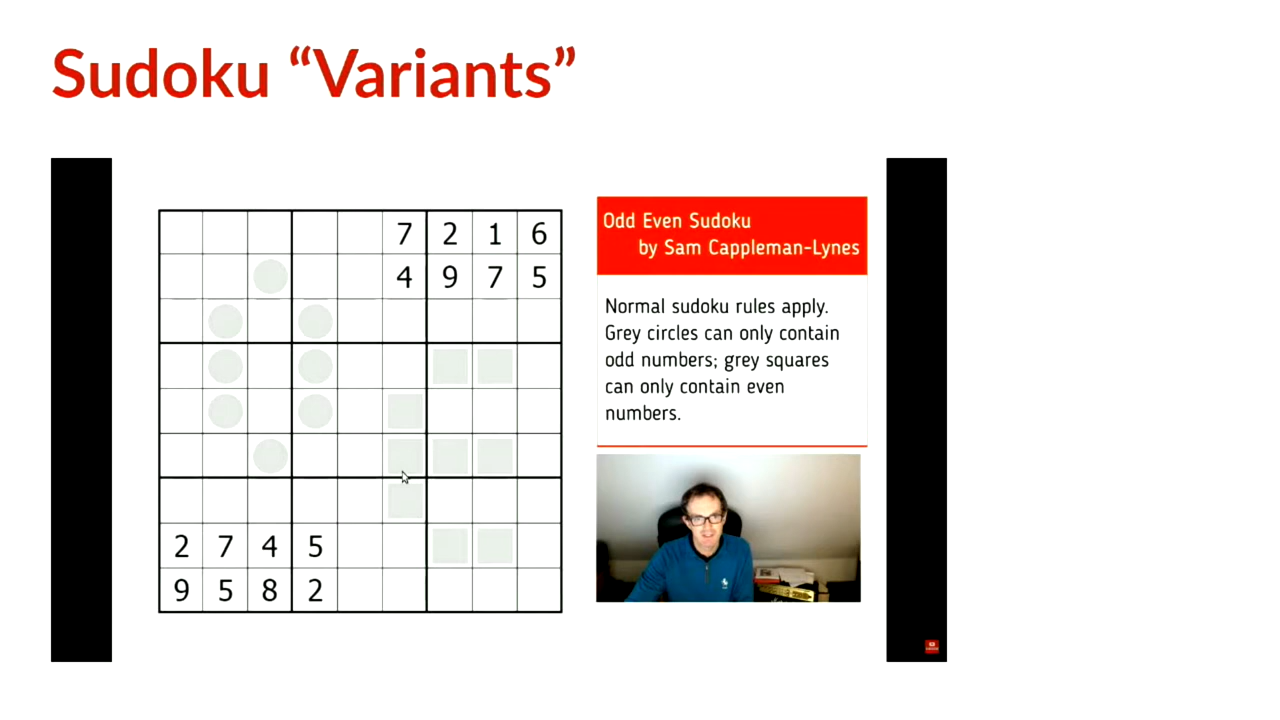 Sudoku “Variants”
7 2 1 6
4 9 7 5
2 7 4 5
9 5 8 2
Odd Even Sudoku
by Sam Cappleman-Lynes
Normal sudoku rules apply.
Grey circles can only contain
odd numbers; grey squares
can only contain even
numbers.